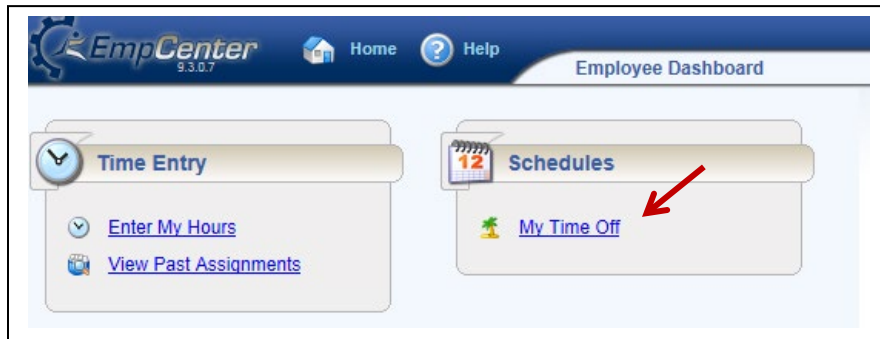 EmpCenter
9.3.0.7
Home
Help
Employee Dashboard
Time Entry
Enter My Hours
View Past Assignments
12
Schedules
My Time Off